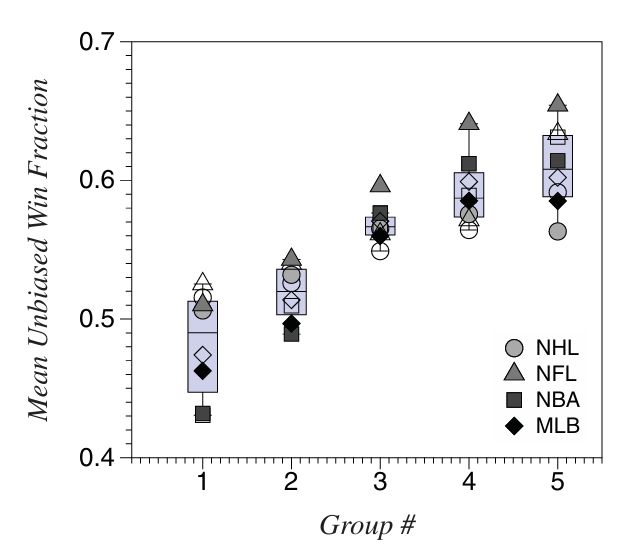 0.7
0.6
0.5
0.4
Mean Unbiased Win Fraction
NHL
NFL
NBA
MLB
1 2 3 4 5
Group #